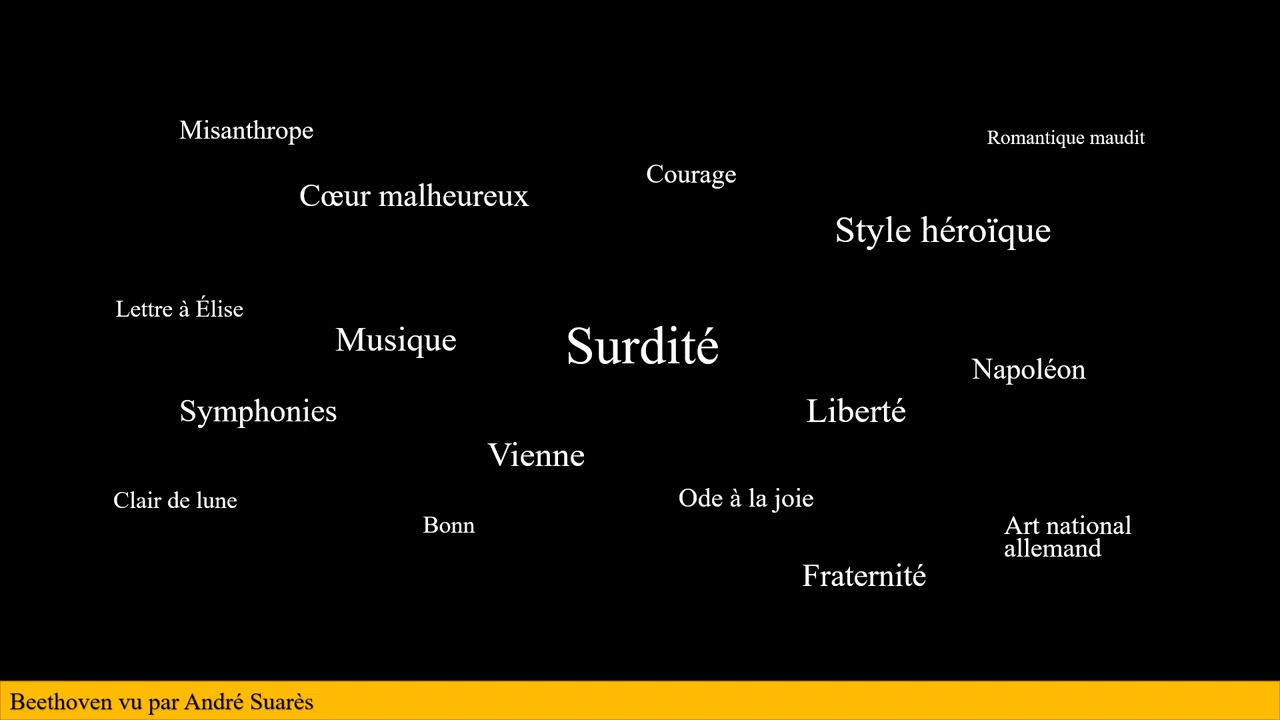 Misanthrope
Romantique maudit
Courage
Cœur malheureux
Style héroïque
Lettre à Élise
Musique
Surdité
Napoléon
Symphonies
Liberté
Vienne
Clair de lune
Ode à la joie
Bonn
Art national
allemand
Fraternité
Beethoven vu par André Suarès